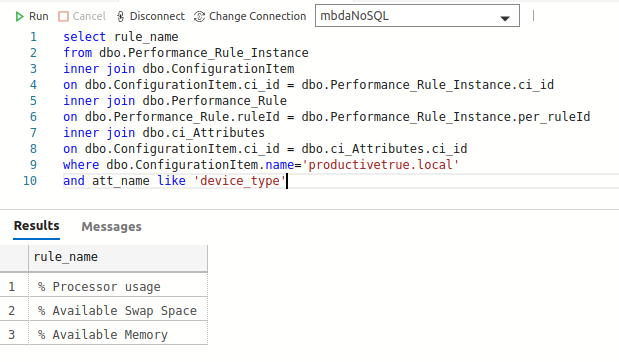 Run Cancel Disconnect Change Connection mbdaNoSQL
1 select rule_name
2 from dbo.Performance_Rule_Instance
3 inner join dbo.ConfigurationItem
4 on dbo.ConfigurationItem.ci_id = dbo.Performance_Rule_Instance.ci_id
5 inner join dbo.Performance_Rule
6 on dbo.Performance_Rule.ruleId = dbo.Performance_Rule_Instance.per_ruleId
7 inner join dbo.ci_Attributes
8 on dbo.ConfigurationItem.ci_id = dbo.ci_Attributes.ci_id
9 where dbo.ConfigurationItem.name='productivetrue.local'
10 and att_name like 'device_type'
Results Messages
rule_name
1 % Processor usage
2 % Available Swap Space
3 % Available Memory